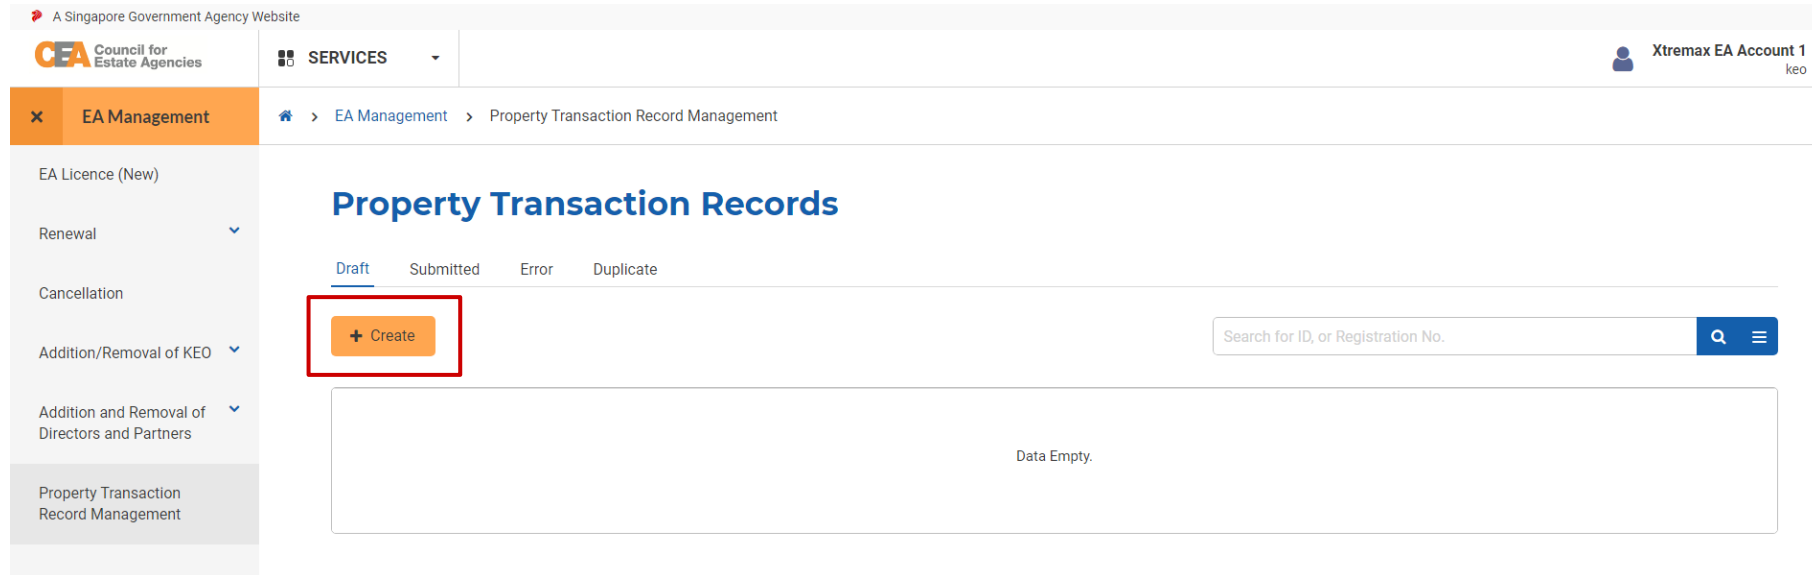 A Singapore Government Agency Website
CEA Council for
Estate Agencies
SERVICES
Xtremax EA Account 1
keo
EA Management
EA Management > Property Transaction Record Management
EA Licence (New)
Renewal
Cancellation
Addition/Removal of KEO
Addition and Removal of
Directors and Partners
Property Transaction
Record Management
Property Transaction Records
Draft Submitted Error Duplicate
+ Create
Search for ID, or Registration No.
Data Empty.